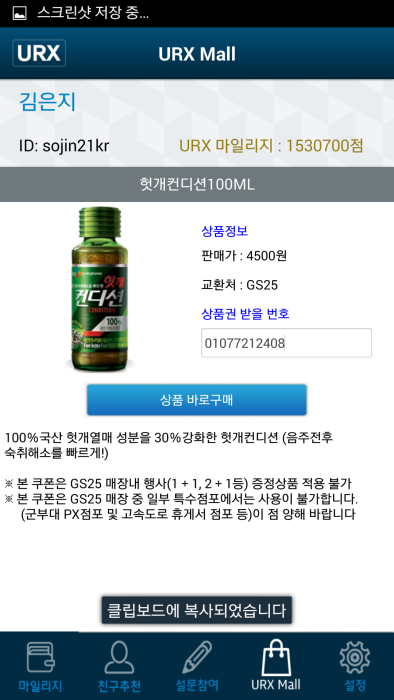 스크린샷 저장 중...
URX
URX Mall
김은지
ID: sojin21kr
URX 마일리지 : 1530700점
헛개컨디션100ML
헛개
컨디션
CONDITION
100%
상품정보
판매가 : 4500원
교환처 : GS25
상품권 받을 번호
01077212408
상품 바로구매
100%국산 헛개열매 성분을 30%강화한 헛개컨디션 (음주전후
숙취해소를 빠르게!)
※ 본 쿠폰은 GS25 매장내 행사(1 + 1, 2 + 1등) 증정상품 적용 불가
※ 본 쿠폰은 GS25 매장 중 일부 특수점포에서는 사용이 불가합니다.
(군부대 PX점포 및 고속도로 휴게서 점포 등)이 점 양해 바랍니다
클립보드에 복사되었습니다
마일리지
친구추천
설문참여
URX Mall
설정